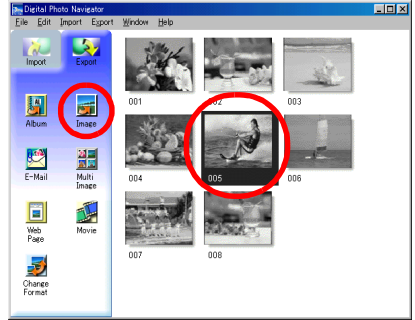 Digital Photo Navigator
File Edit Import Export Window Help
Import Export
001 002 003
Album Image
004 005 006
E-Mail Multi Image
Web Page Movie
007 008
Change Format